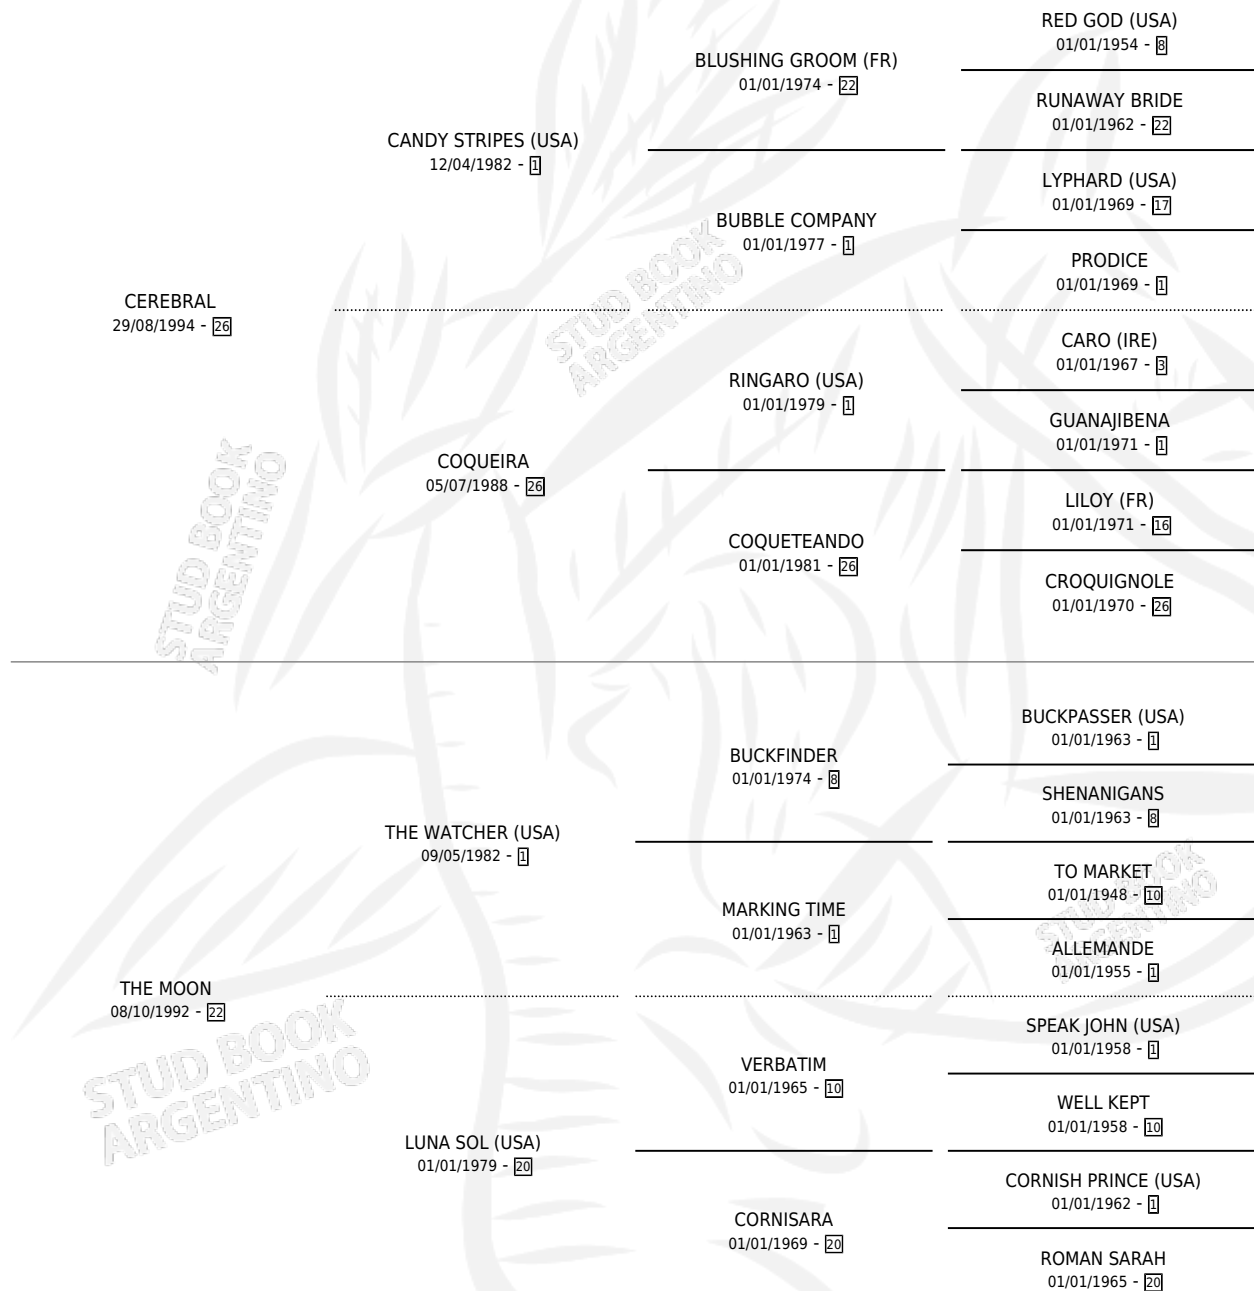 RED GOD (USA)
01/01/1954 - 8
BLUSHING GROOM (FR)
01/01/1974 - 22
RUNAWAY BRIDE
01/01/1962 - 22
CANDY STRIPES (USA)
12/04/1982 - 1
LYPHARD (USA)
01/01/1969 - 17
BUBBLE COMPANY
01/01/1977 - 1
PRODICE
01/01/1969 - 1
CEREBRAL
29/08/1994 - 26
CARO (IRE)
01/01/1967 - 3
RINGARO (USA)
01/01/1979 - 1
GUANAJIBENA
01/01/1971 - 1
COQUEIRA
05/07/1988 - 26
LILOY (FR)
01/01/1971 - 16
COQUETEANDO
01/01/1981 - 26
CROQUIGNOLE
01/01/1970 - 26
BUCKPASSER (USA)
01/01/1963 - 1
BUCKFINDER
01/01/1974 - 8
SHENANIGANS
01/01/1963 - 8
THE WATCHER (USA)
09/05/1982 - 1
TO MARKET
01/01/1948 - 10
MARKING TIME
01/01/1963 - 1
ALLEMANDE
01/01/1955 - 1
THE MOON
08/10/1992 - 22
SPEAK JOHN (USA)
01/01/1958 - 1
VERBATIM
01/01/1965 - 10
WELL KEPT
01/01/1958 - 10
LUNA SOL (USA)
01/01/1979 - 20
CORNISH PRINCE (USA)
01/01/1962 - 1
CORNISARA
01/01/1969 - 20
ROMAN SARAH
01/01/1965 - 20
STUD BOOK
ARGENTINO
STUD BOOK
ARGENTINO
STUD BOOK
ARGENTINO
STUD BOOK
ARGENTINO